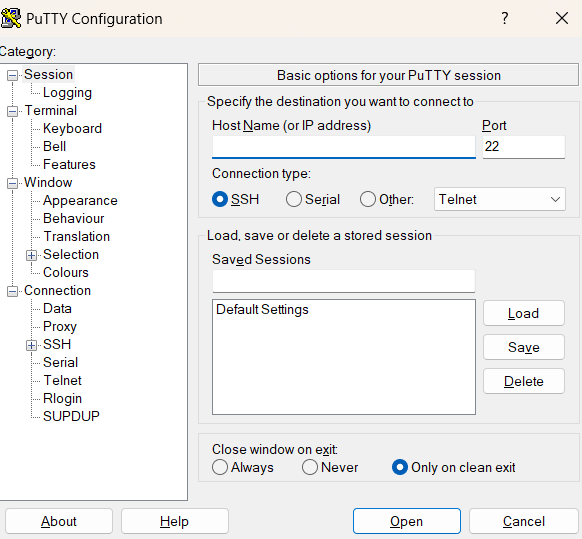 PuTTY Configuration
?
Category:
Session
Logging
Terminal
Keyboard
Bell
Features
Window
Appearance
Behaviour
Translation
Selection
Colours
Connection
Data
Proxy
SSH
Serial
Telnet
Rlogin
SUPDUP
Basic options for your PuTTY session
Specify the destination you want to connect to
Host Name (or IP address) Port
22
Connection type:
SSH Serial Other: Telnet
Load, save or delete a stored session
Saved Sessions
Default Settings
Load
Save
Delete
Close window on exit:
Always Never Only on clean exit
About Help Open Cancel